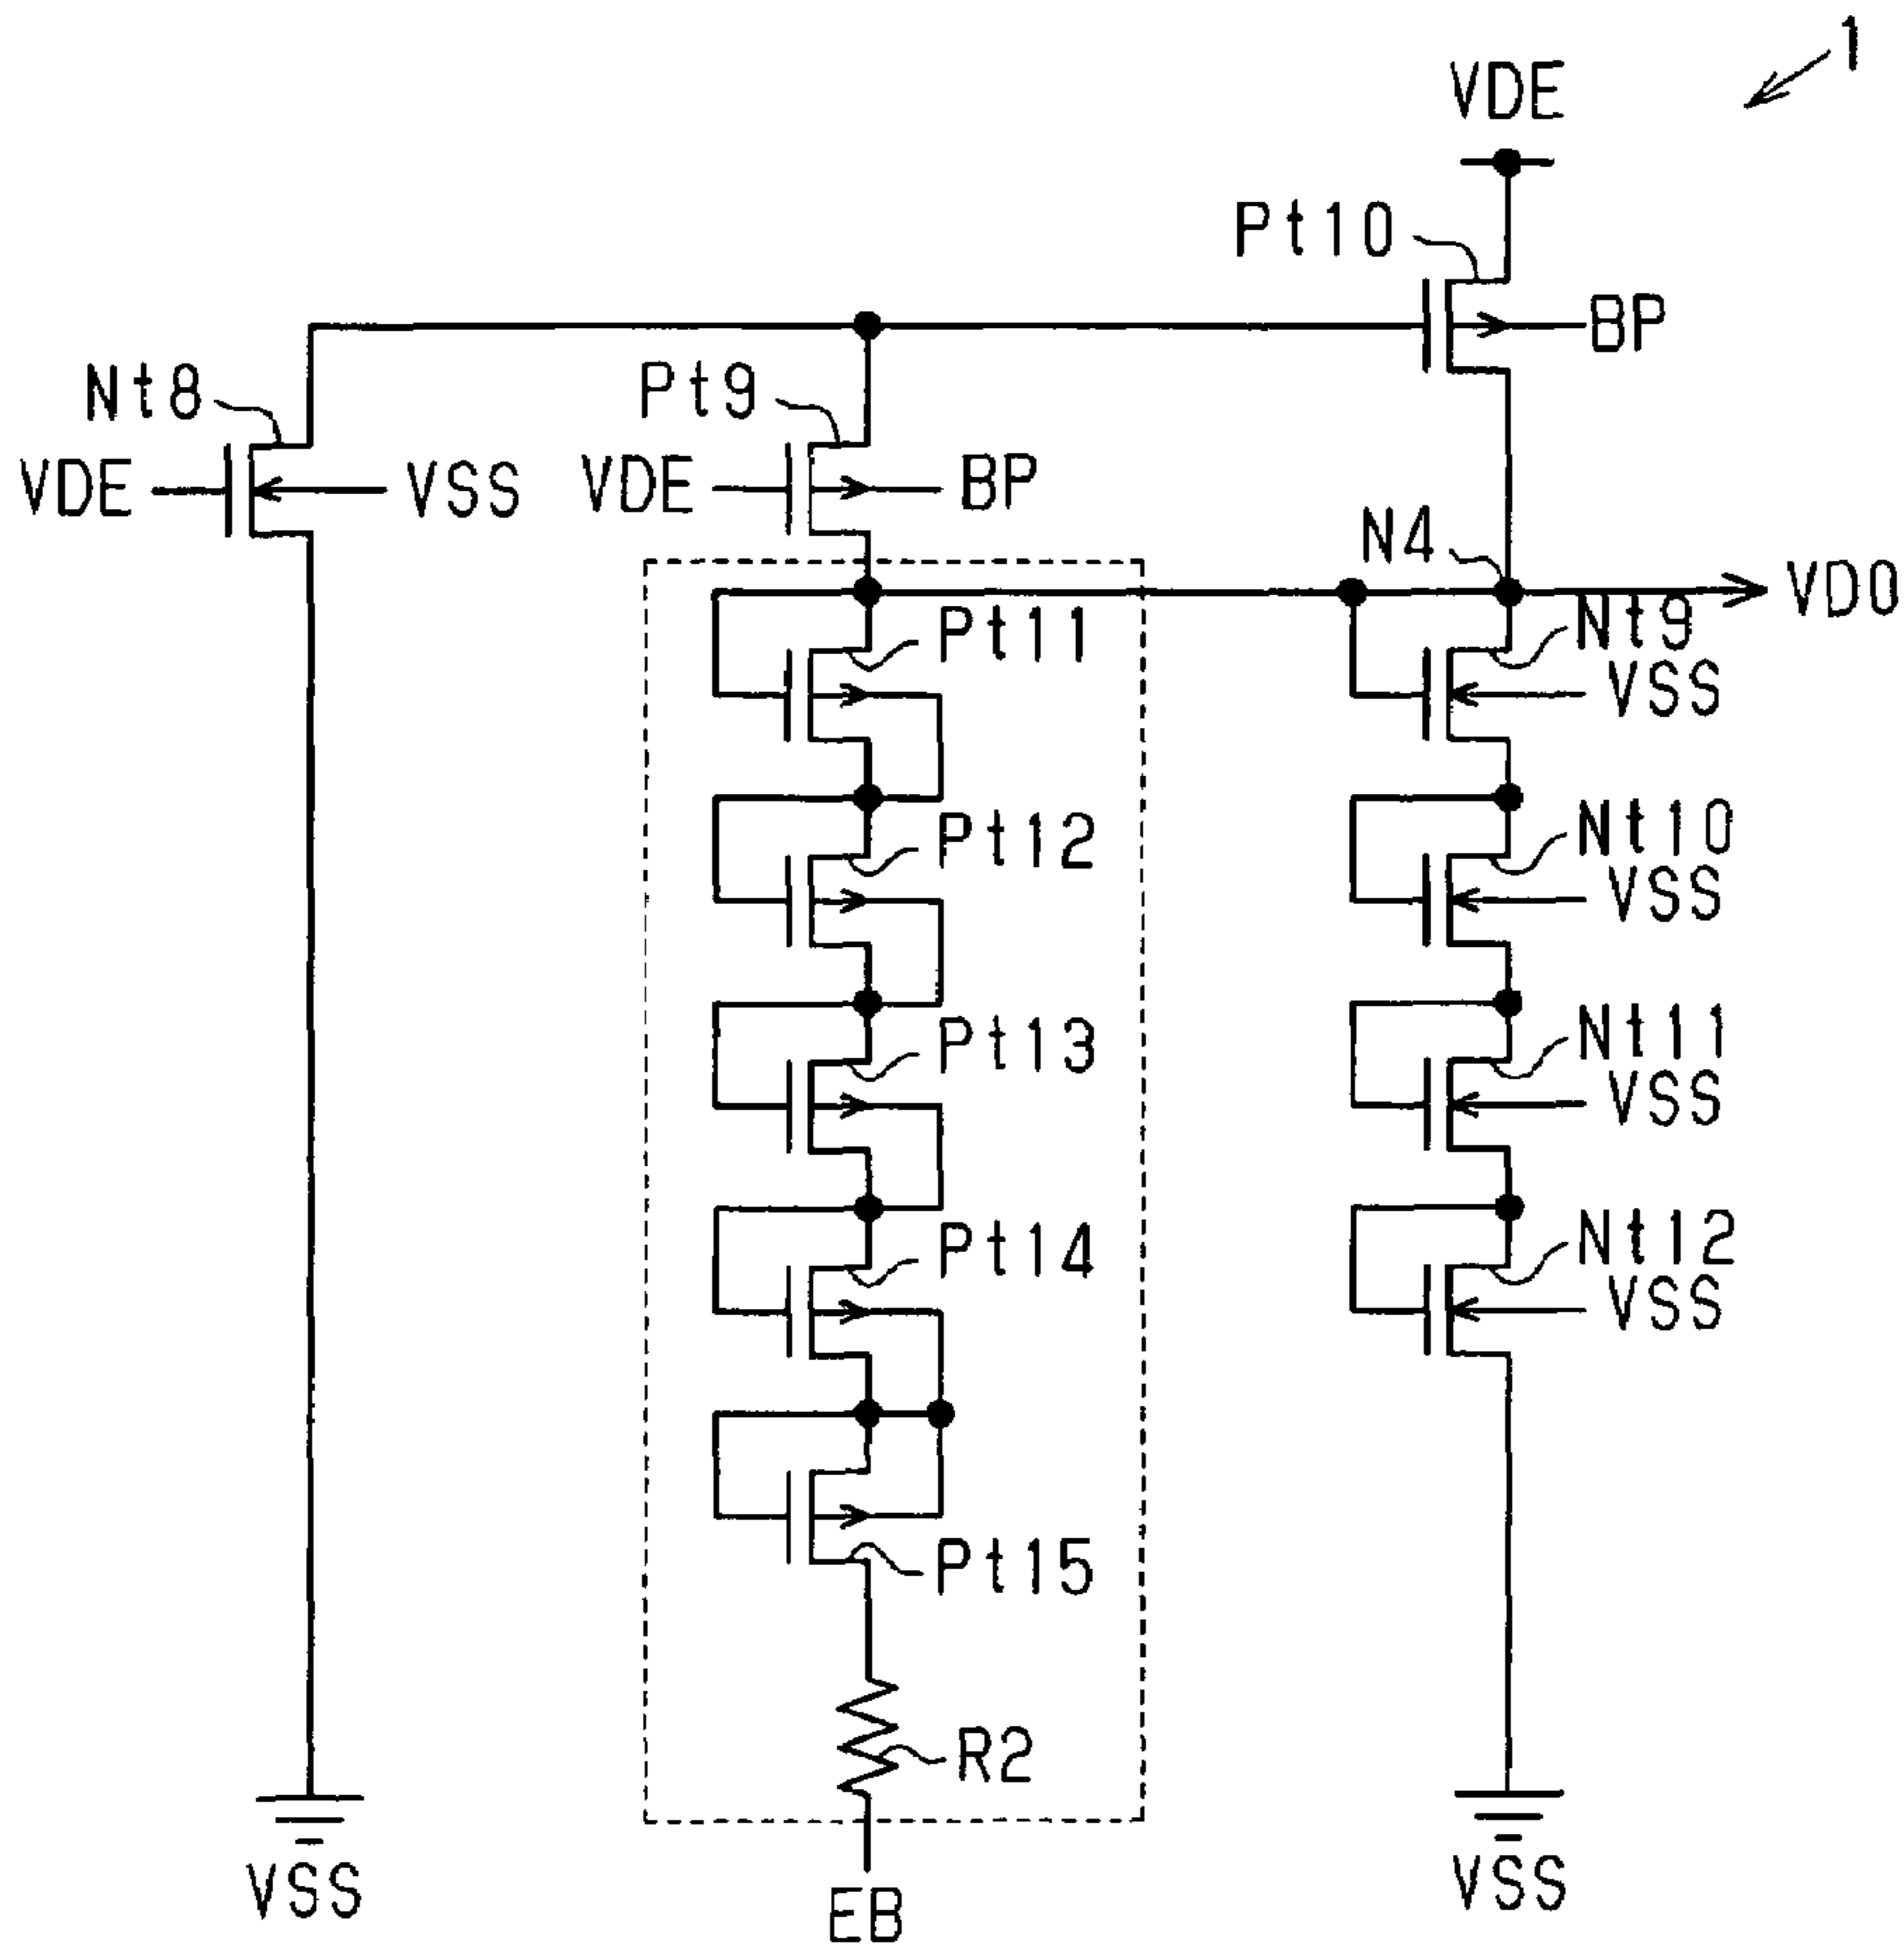 1
VDE
Pt10
BP
Nt8
Pt9
VDE
VSS
VDE
BP
N4
VDO
Pt11
Nt9
VSS
Pt12
Nt10
VSS
Pt13
Nt11
VSS
Pt14
Nt12
VSS
Pt15
R2
VSS
EB
VSS